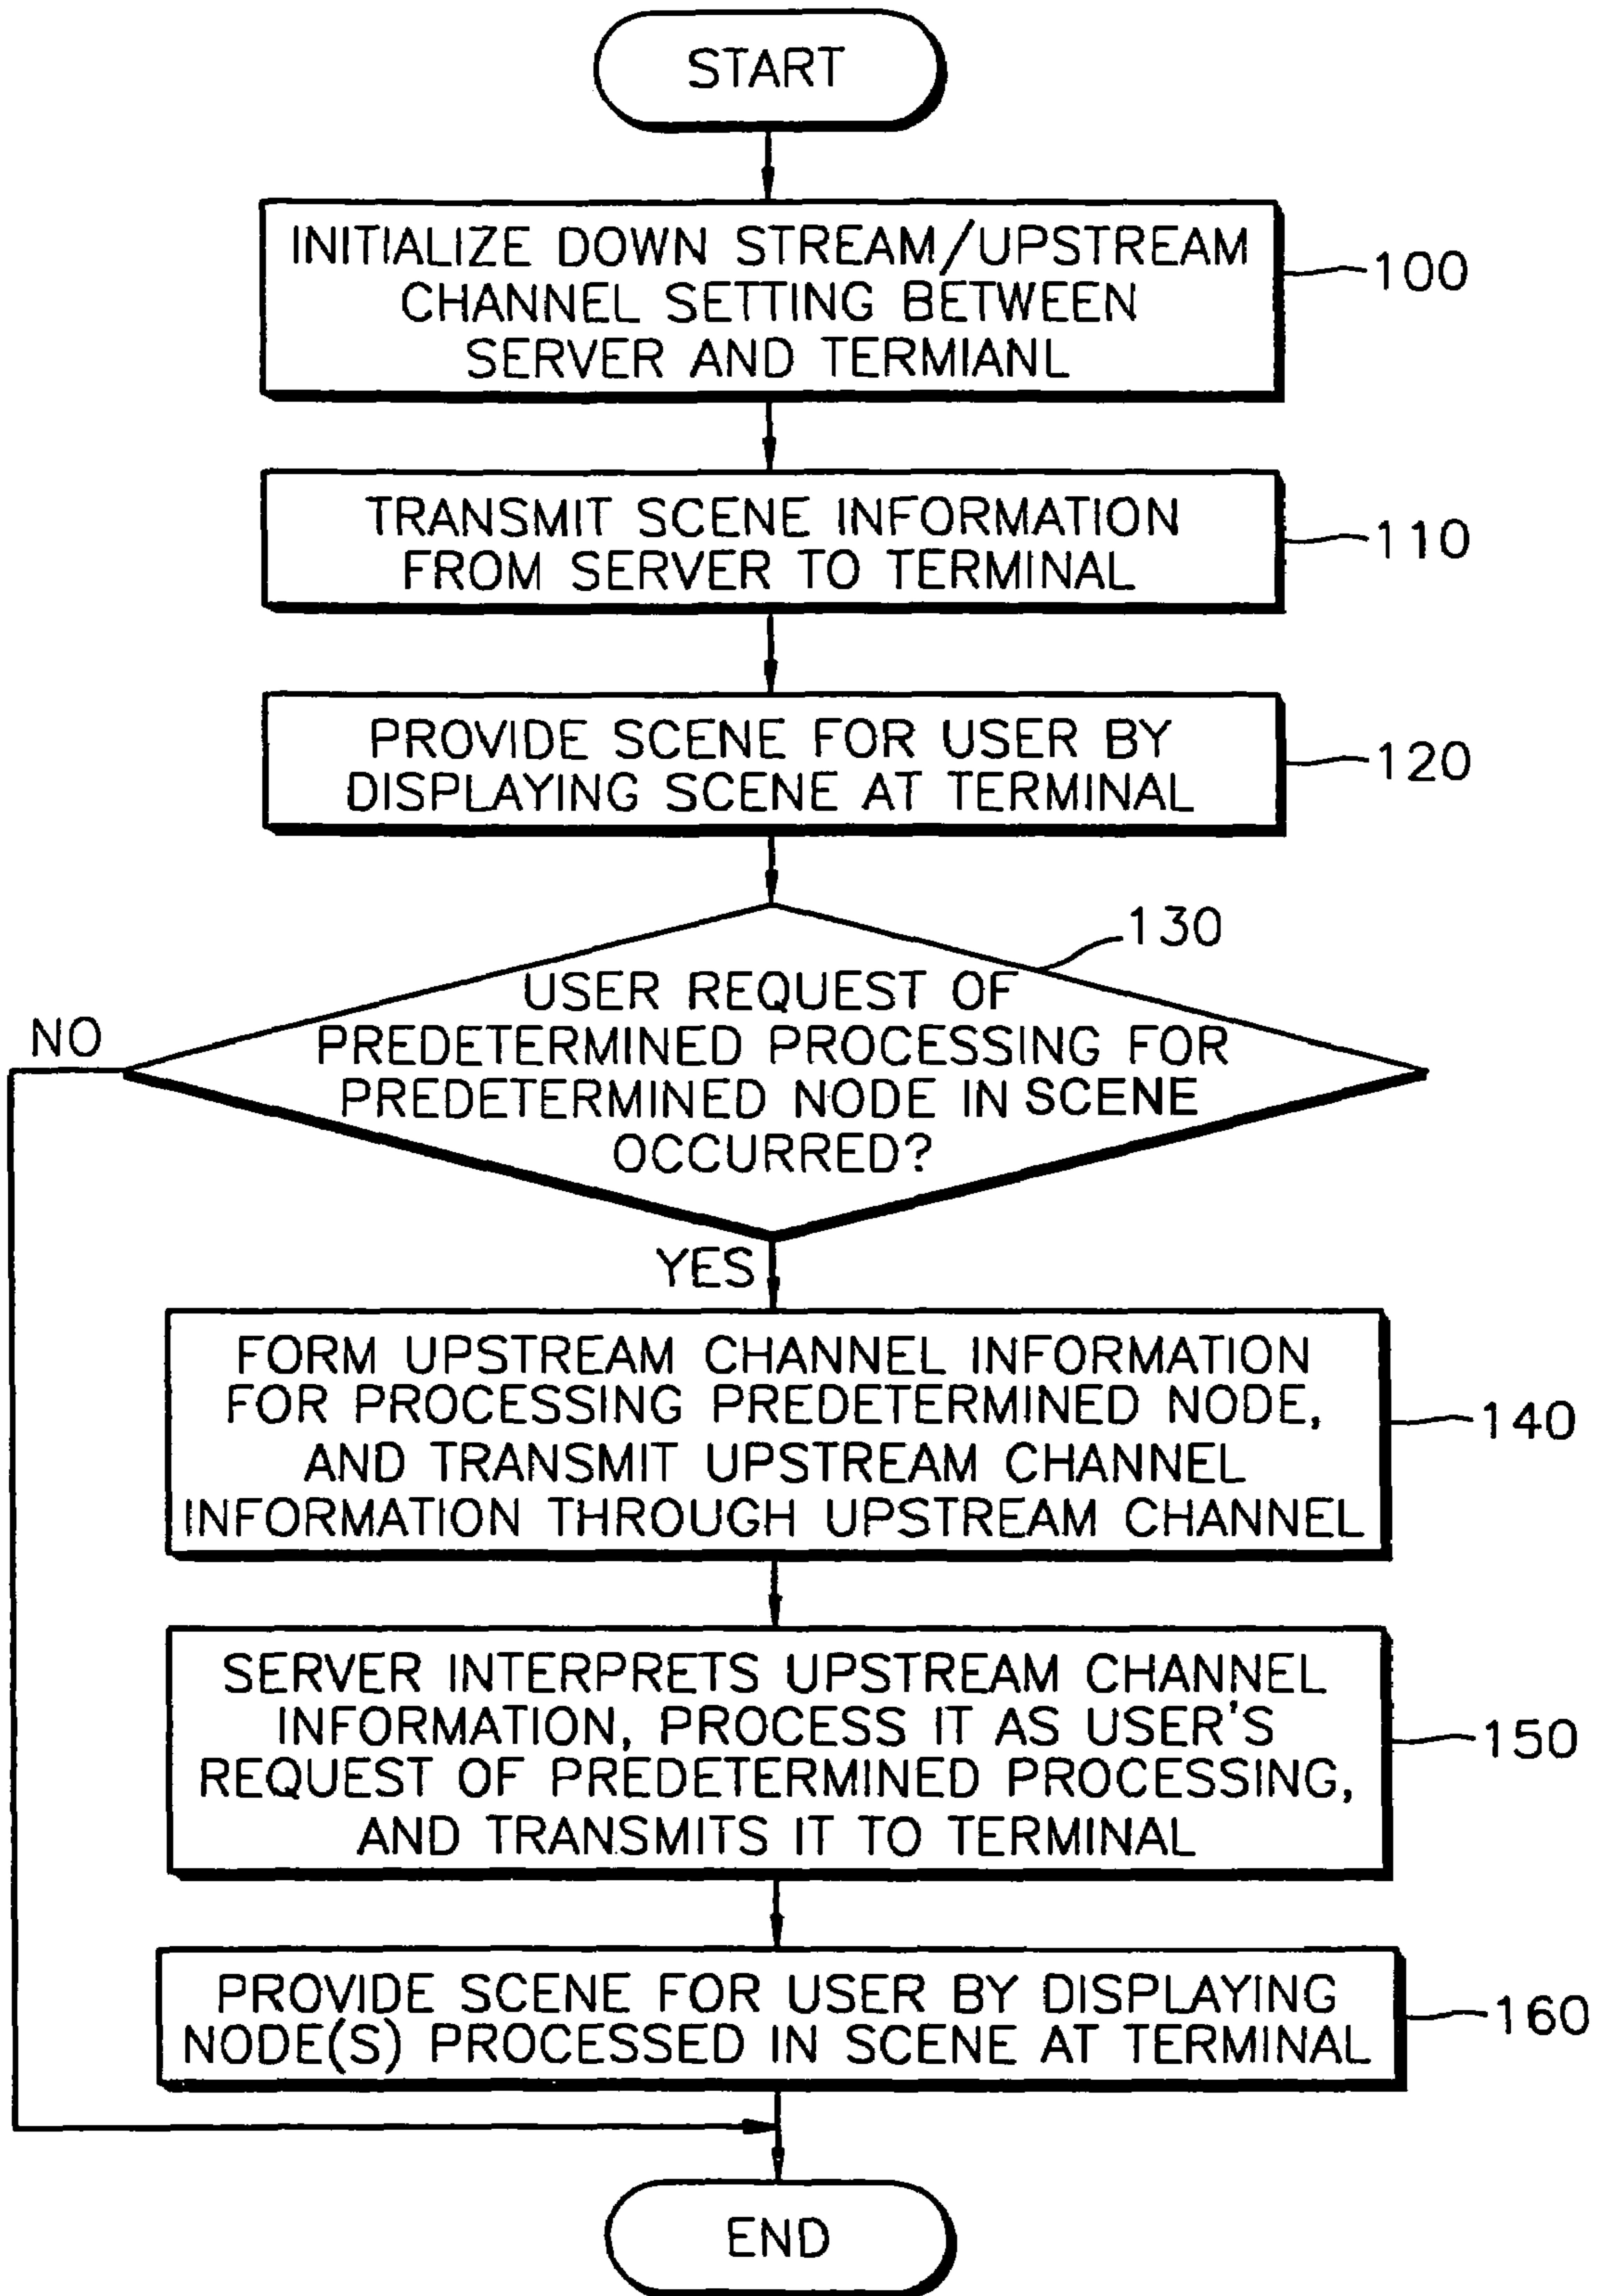 START
INITIALIZE DOWN STREAM/UPSTREAM
CHANNEL SETTING BETWEEN
SERVER AND TERMIANL
100
TRANSMIT SCENE INFORMATION
FROM SERVER TO TERMINAL
110
PROVIDE SCENE FOR USER BY
DISPLAYING SCENE AT TERMINAL
120
130
USER REQUEST OF
PREDETERMINED PROCESSING FOR
PREDETERMINED NODE IN SCENE
OCCURRED?
NO
YES
FORM UPSTREAM CHANNEL INFORMATION
FOR PROCESSING PREDETERMINED NODE,
AND TRANSMIT UPSTREAM CHANNEL
INFORMATION THROUGH UPSTREAM CHANNEL
140
SERVER INTERPRETS UPSTREAM CHANNEL
INFORMATION, PROCESS IT AS USER'S
REQUEST OF PREDETERMINED PROCESSING,
AND TRANSMITS IT TO TERMINAL
150
PROVIDE SCENE FOR USER BY DISPLAYING
NODE(S) PROCESSED IN SCENE AT TERMINAL
160
END